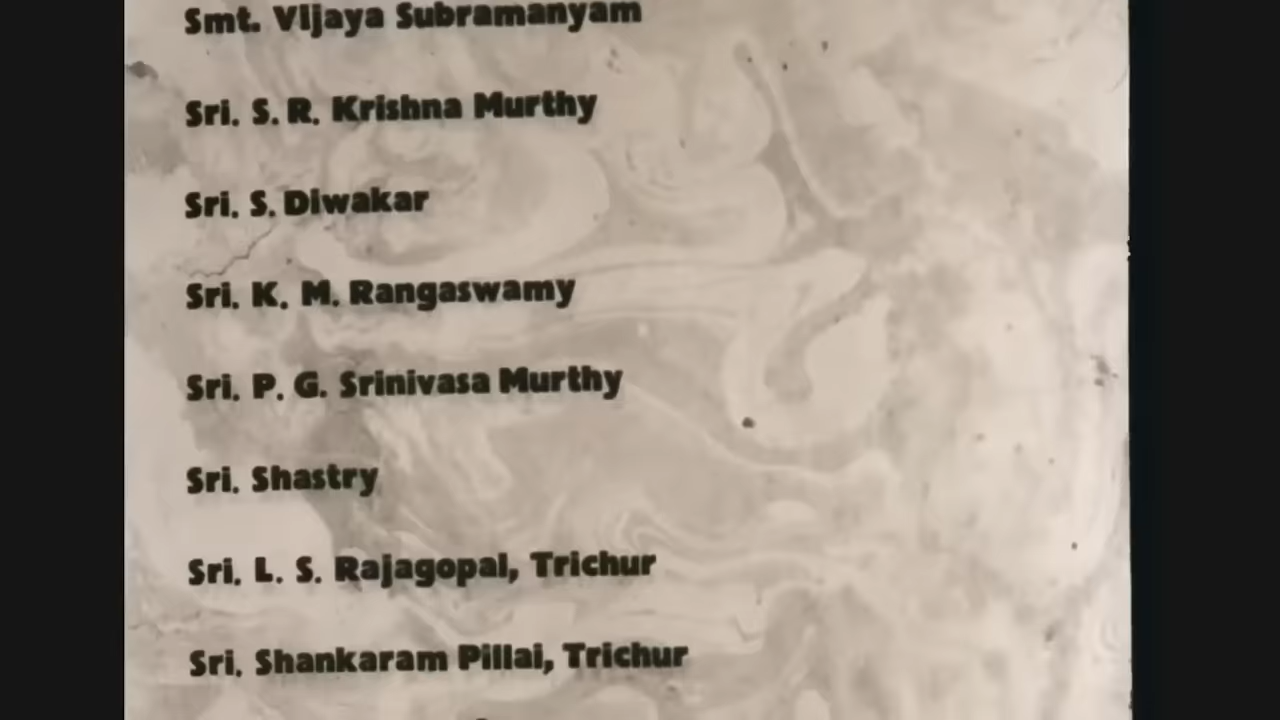 Smt. Vijaya Subramanyam
Sri. S. R. Krishna Murthy
Sri. S. Diwakar
Sri. K. M. Rangaswamy
Sri. P. G. Srinivasa Murthy
Sri. Shastry
Sri. L. S. Rajagopal, Trichur
Sri. Shankaram Pillai, Trichur